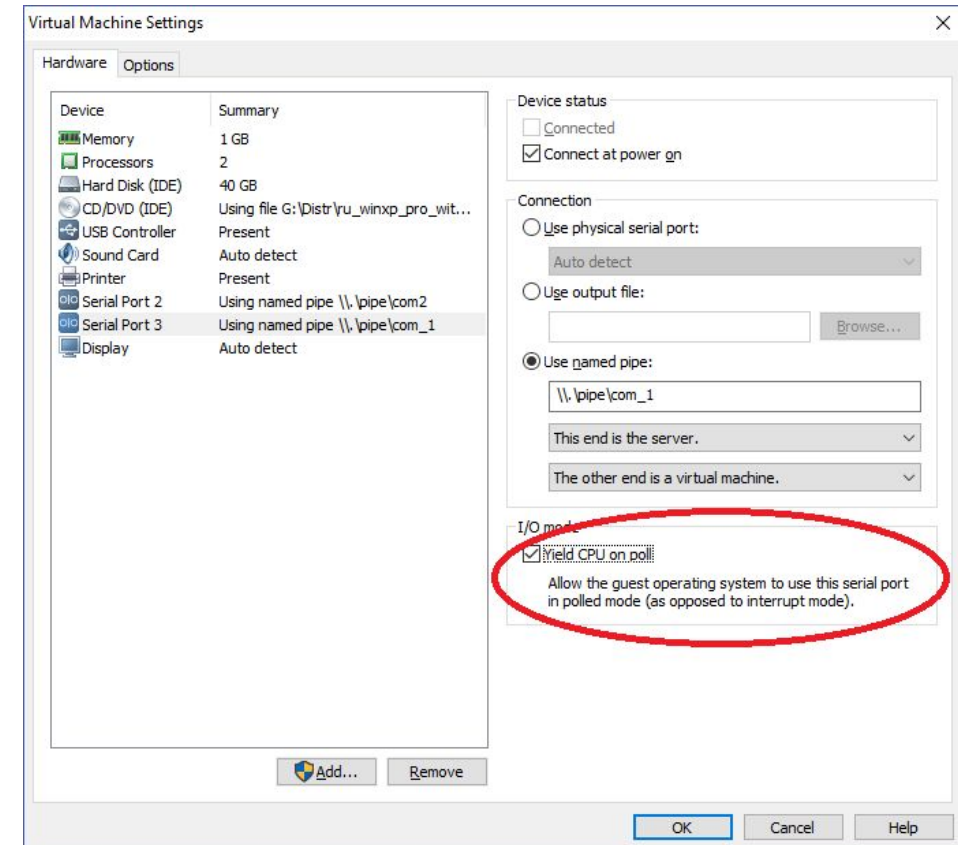 Virtual Machine Settings
Hardware Options
Device Summary
Memory 1 GB
Processors 2
Hard Disk (IDE) 40 GB
CD/DVD (IDE) Using file G:\Distr\ru_winxp_pro_wit...
USB Controller Present
Sound Card Auto detect
Printer Present
Serial Port 2 Using named pipe \\.\pipe\com2
Serial Port 3 Using named pipe \\.\pipe\com_1
Display Auto detect
Add... Remove
Device status
Connected
Connect at power on
Connection
Use physical serial port:
Auto detect
Use output file:
Browse...
Use named pipe:
\\.\pipe\com_1
This end is the server.
The other end is a virtual machine.
I/O mode
Yield CPU on poll
Allow the guest operating system to use this serial port
in polled mode (as opposed to interrupt mode).
OK Cancel Help